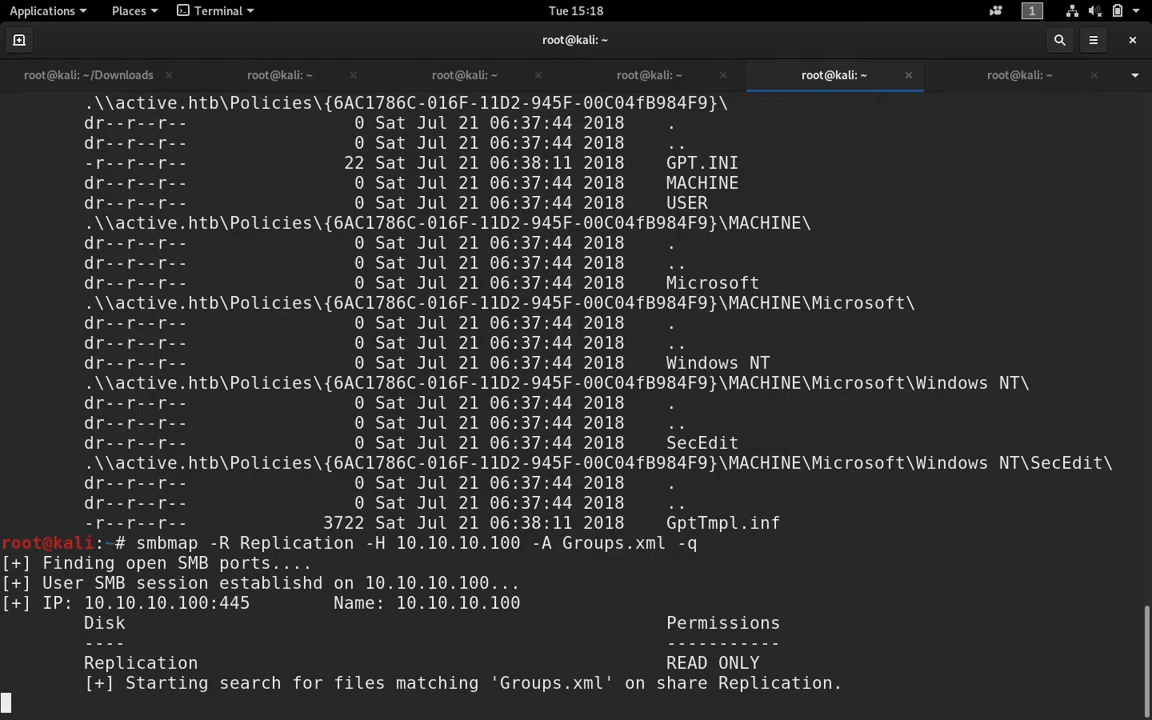 Applications Places Terminal Tue 15:18 1
root@kali: ~
root@kali: ~/Downloads root@kali: ~ root@kali: ~ root@kali: ~ root@kali: ~ root@kali: ~
.\\active.htb\Policies\{6AC1786C-016F-11D2-945F-00C04fB984F9}\
dr--r--r-- 0 Sat Jul 21 06:37:44 2018 .
dr--r--r-- 0 Sat Jul 21 06:37:44 2018 ..
-r--r--r-- 22 Sat Jul 21 06:38:11 2018 GPT.INI
dr--r--r-- 0 Sat Jul 21 06:37:44 2018 MACHINE
dr--r--r-- 0 Sat Jul 21 06:37:44 2018 USER
.\\active.htb\Policies\{6AC1786C-016F-11D2-945F-00C04fB984F9}\MACHINE\
dr--r--r-- 0 Sat Jul 21 06:37:44 2018 .
dr--r--r-- 0 Sat Jul 21 06:37:44 2018 ..
dr--r--r-- 0 Sat Jul 21 06:37:44 2018 Microsoft
.\\active.htb\Policies\{6AC1786C-016F-11D2-945F-00C04fB984F9}\MACHINE\Microsoft\
dr--r--r-- 0 Sat Jul 21 06:37:44 2018 .
dr--r--r-- 0 Sat Jul 21 06:37:44 2018 ..
dr--r--r-- 0 Sat Jul 21 06:37:44 2018 Windows NT
.\\active.htb\Policies\{6AC1786C-016F-11D2-945F-00C04fB984F9}\MACHINE\Microsoft\Windows NT\
dr--r--r-- 0 Sat Jul 21 06:37:44 2018 .
dr--r--r-- 0 Sat Jul 21 06:37:44 2018 ..
dr--r--r-- 0 Sat Jul 21 06:37:44 2018 SecEdit
.\\active.htb\Policies\{6AC1786C-016F-11D2-945F-00C04fB984F9}\MACHINE\Microsoft\Windows NT\SecEdit\
dr--r--r-- 0 Sat Jul 21 06:37:44 2018 .
dr--r--r-- 0 Sat Jul 21 06:37:44 2018 ..
-r--r--r-- 3722 Sat Jul 21 06:38:11 2018 GptTmpl.inf
root@kali:~# smbmap -R Replication -H 10.10.10.100 -A Groups.xml -q
[+] Finding open SMB ports....
[+] User SMB session establishd on 10.10.10.100...
[+] IP: 10.10.10.100:445 Name: 10.10.10.100
Disk Permissions
---- -----------
Replication READ ONLY
[+] Starting search for files matching 'Groups.xml' on share Replication.